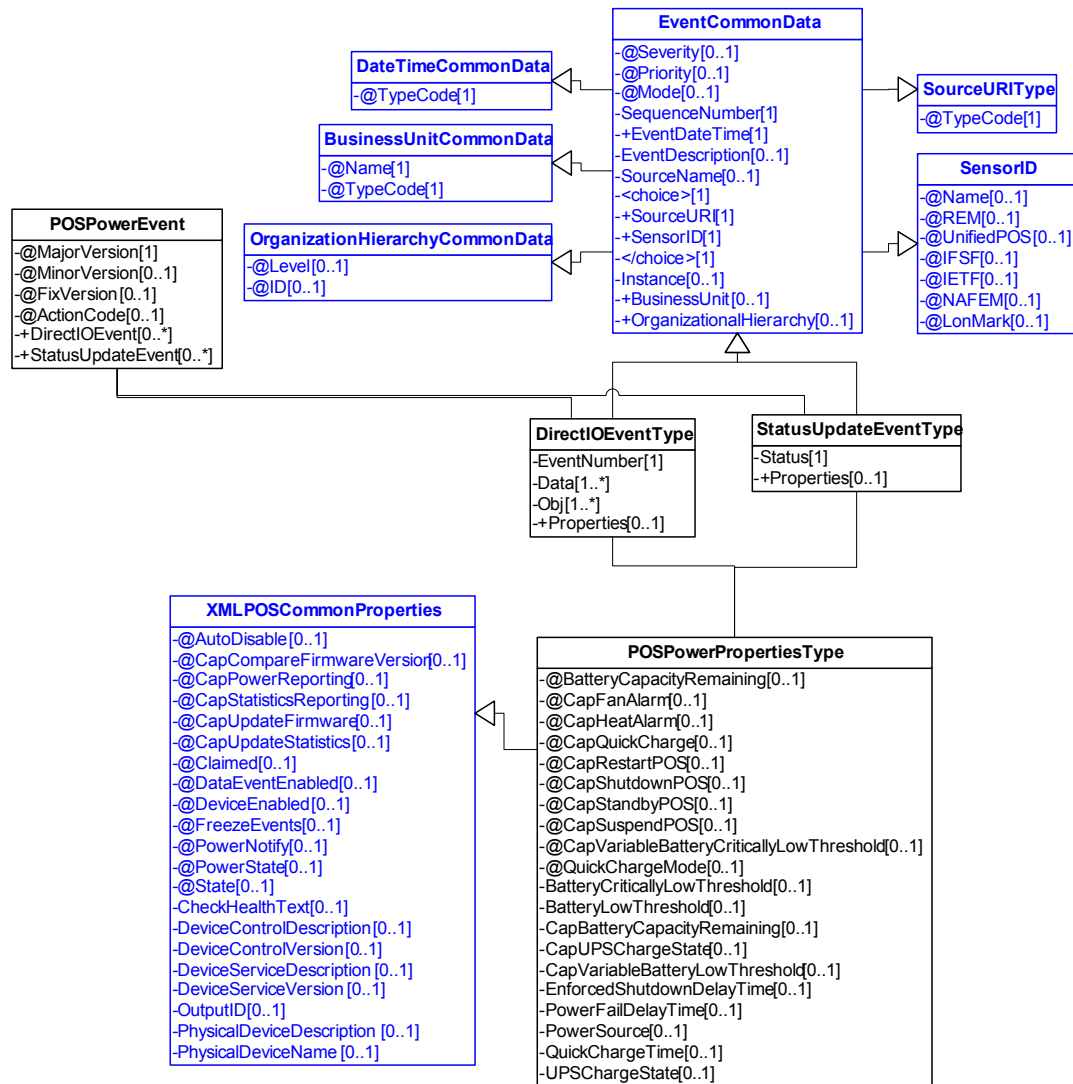 EventCommonData
-@Severity[0..1]
-@Priority[0..1]
-@Mode[0..1]
-SequenceNumber[1]
-+EventDateTime[1]
-EventDescription[0..1]
-SourceName[0..1]
-<choice>[1]
-+SourceURI[1]
-+SensorID[1]
-</choice>[1]
-Instance[0..1]
-+BusinessUnit[0..1]
-+OrganizationalHierarchy[0..1]
DateTimeCommonData
-@TypeCode[1]
BusinessUnitCommonData
-@Name[1]
-@TypeCode[1]
OrganizationHierarchyCommonData
-@Level[0..1]
-@ID[0..1]
SourceURIType
-@TypeCode[1]
SensorID
-@Name[0..1]
-@REM[0..1]
-@UnifiedPOS[0..1]
-@IFSF[0..1]
-@IETF[0..1]
-@NAFEM[0..1]
-@LonMark[0..1]
POSPowerEvent
-@MajorVersion[1]
-@MinorVersion[0..1]
-@FixVersion[0..1]
-@ActionCode[0..1]
-+DirectIOEvent[0..*]
-+StatusUpdateEvent[0..*]
DirectIOEventType
-EventNumber[1]
-Data[1..*]
-Obj[1..*]
-+Properties[0..1]
StatusUpdateEventType
-Status[1]
-+Properties[0..1]
XMLPOSCommonProperties
-@AutoDisable[0..1]
-@CapCompareFirmwareVersion[0..1]
-@CapPowerReporting[0..1]
-@CapStatisticsReporting[0..1]
-@CapUpdateFirmware[0..1]
-@CapUpdateStatistics[0..1]
-@Claimed[0..1]
-@DataEventEnabled[0..1]
-@DeviceEnabled[0..1]
-@FreezeEvents[0..1]
-@PowerNotify[0..1]
-@PowerState[0..1]
-@State[0..1]
-CheckHealthText[0..1]
-DeviceControlDescription[0..1]
-DeviceControlVersion[0..1]
-DeviceServiceDescription [0..1]
-DeviceServiceVersion [0..1]
-OutputID[0..1]
-PhysicalDeviceDescription [0..1]
-PhysicalDeviceName [0..1]
POSPowerPropertiesType
-@BatteryCapacityRemaining[0..1]
-@CapFanAlarm[0..1]
-@CapHeatAlarm[0..1]
-@CapQuickCharge[0..1]
-@CapRestartPOS[0..1]
-@CapShutdownPOS[0..1]
-@CapStandbyPOS[0..1]
-@CapSuspendPOS[0..1]
-@CapVariableBatteryCriticallyLowThreshold[0..1]
-@QuickChargeMode[0..1]
-BatteryCriticallyLowThreshold[0..1]
-BatteryLowThreshold[0..1]
-CapBatteryCapacityRemaining[0..1]
-CapUPSChargeState[0..1]
-CapVariableBatteryLowThreshold[0..1]
-EnforcedShutdownDelayTime[0..1]
-PowerFailDelayTime[0..1]
-PowerSource[0..1]
-QuickChargeTime[0..1]
-UPSChargeState[0..1]